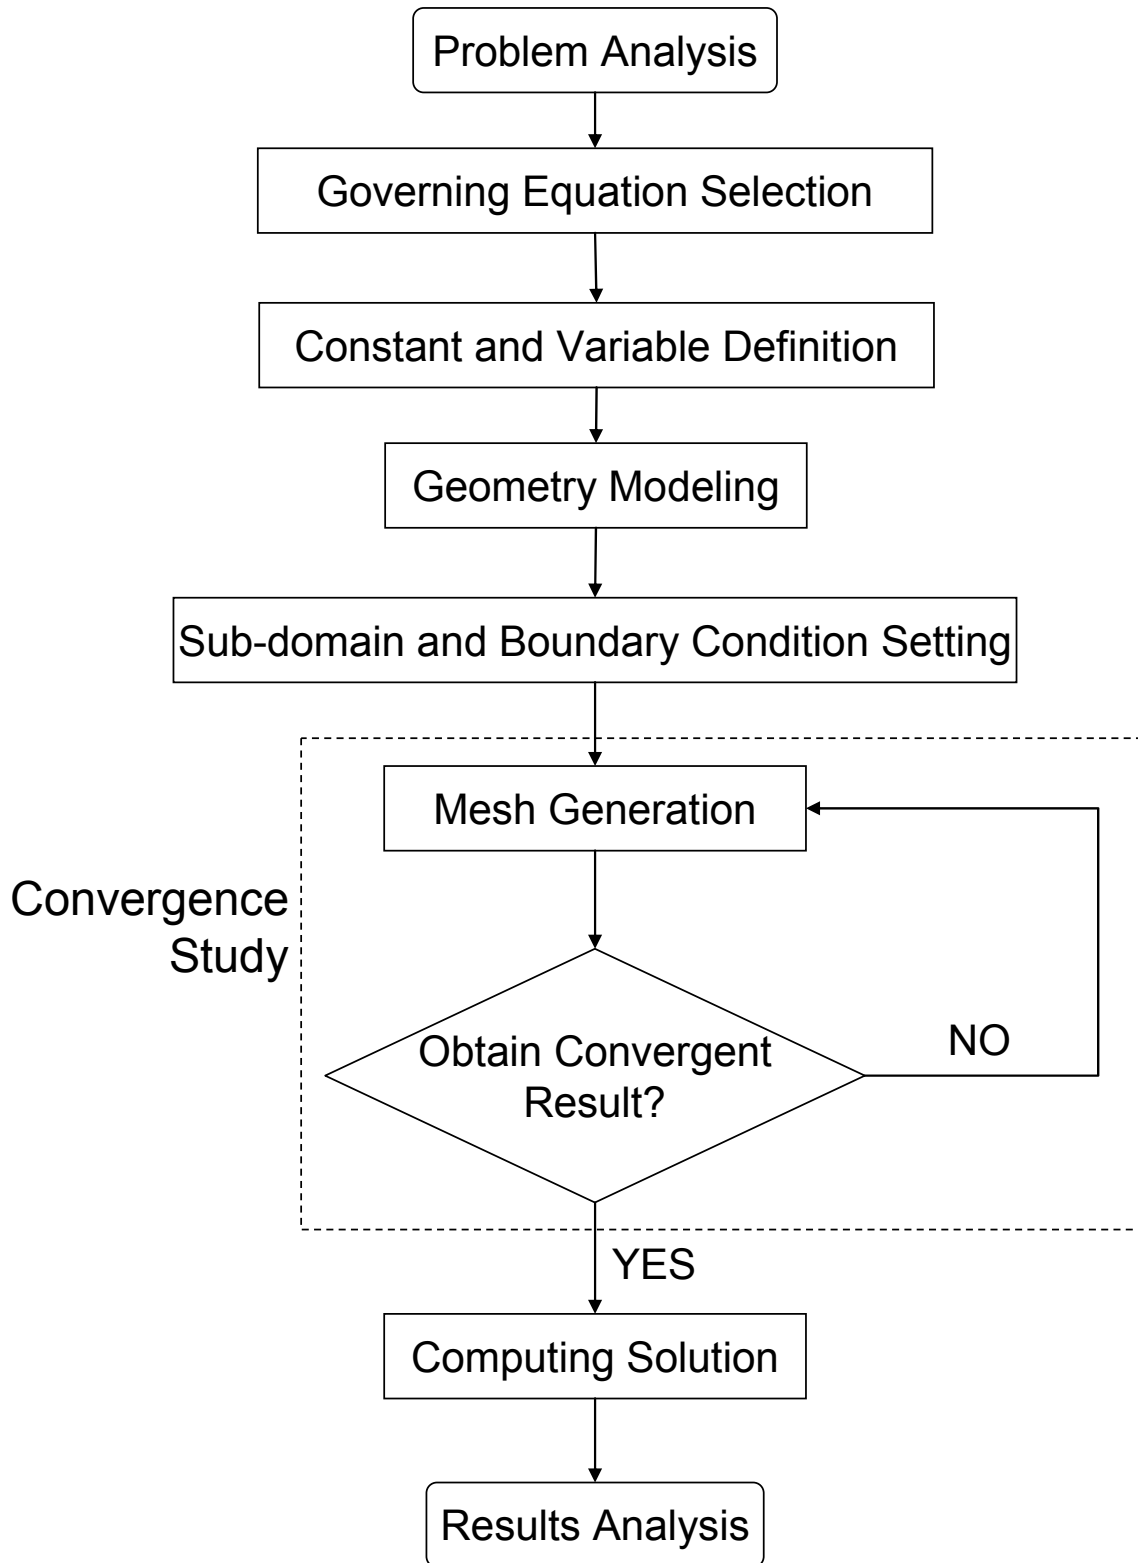 Problem Analysis
Governing Equation Selection
Constant and Variable Definition
Geometry Modeling
Sub-domain and Boundary Condition Setting
Mesh Generation
Convergence
Study
Obtain Convergent
Result?
NO
YES
Computing Solution
Results Analysis